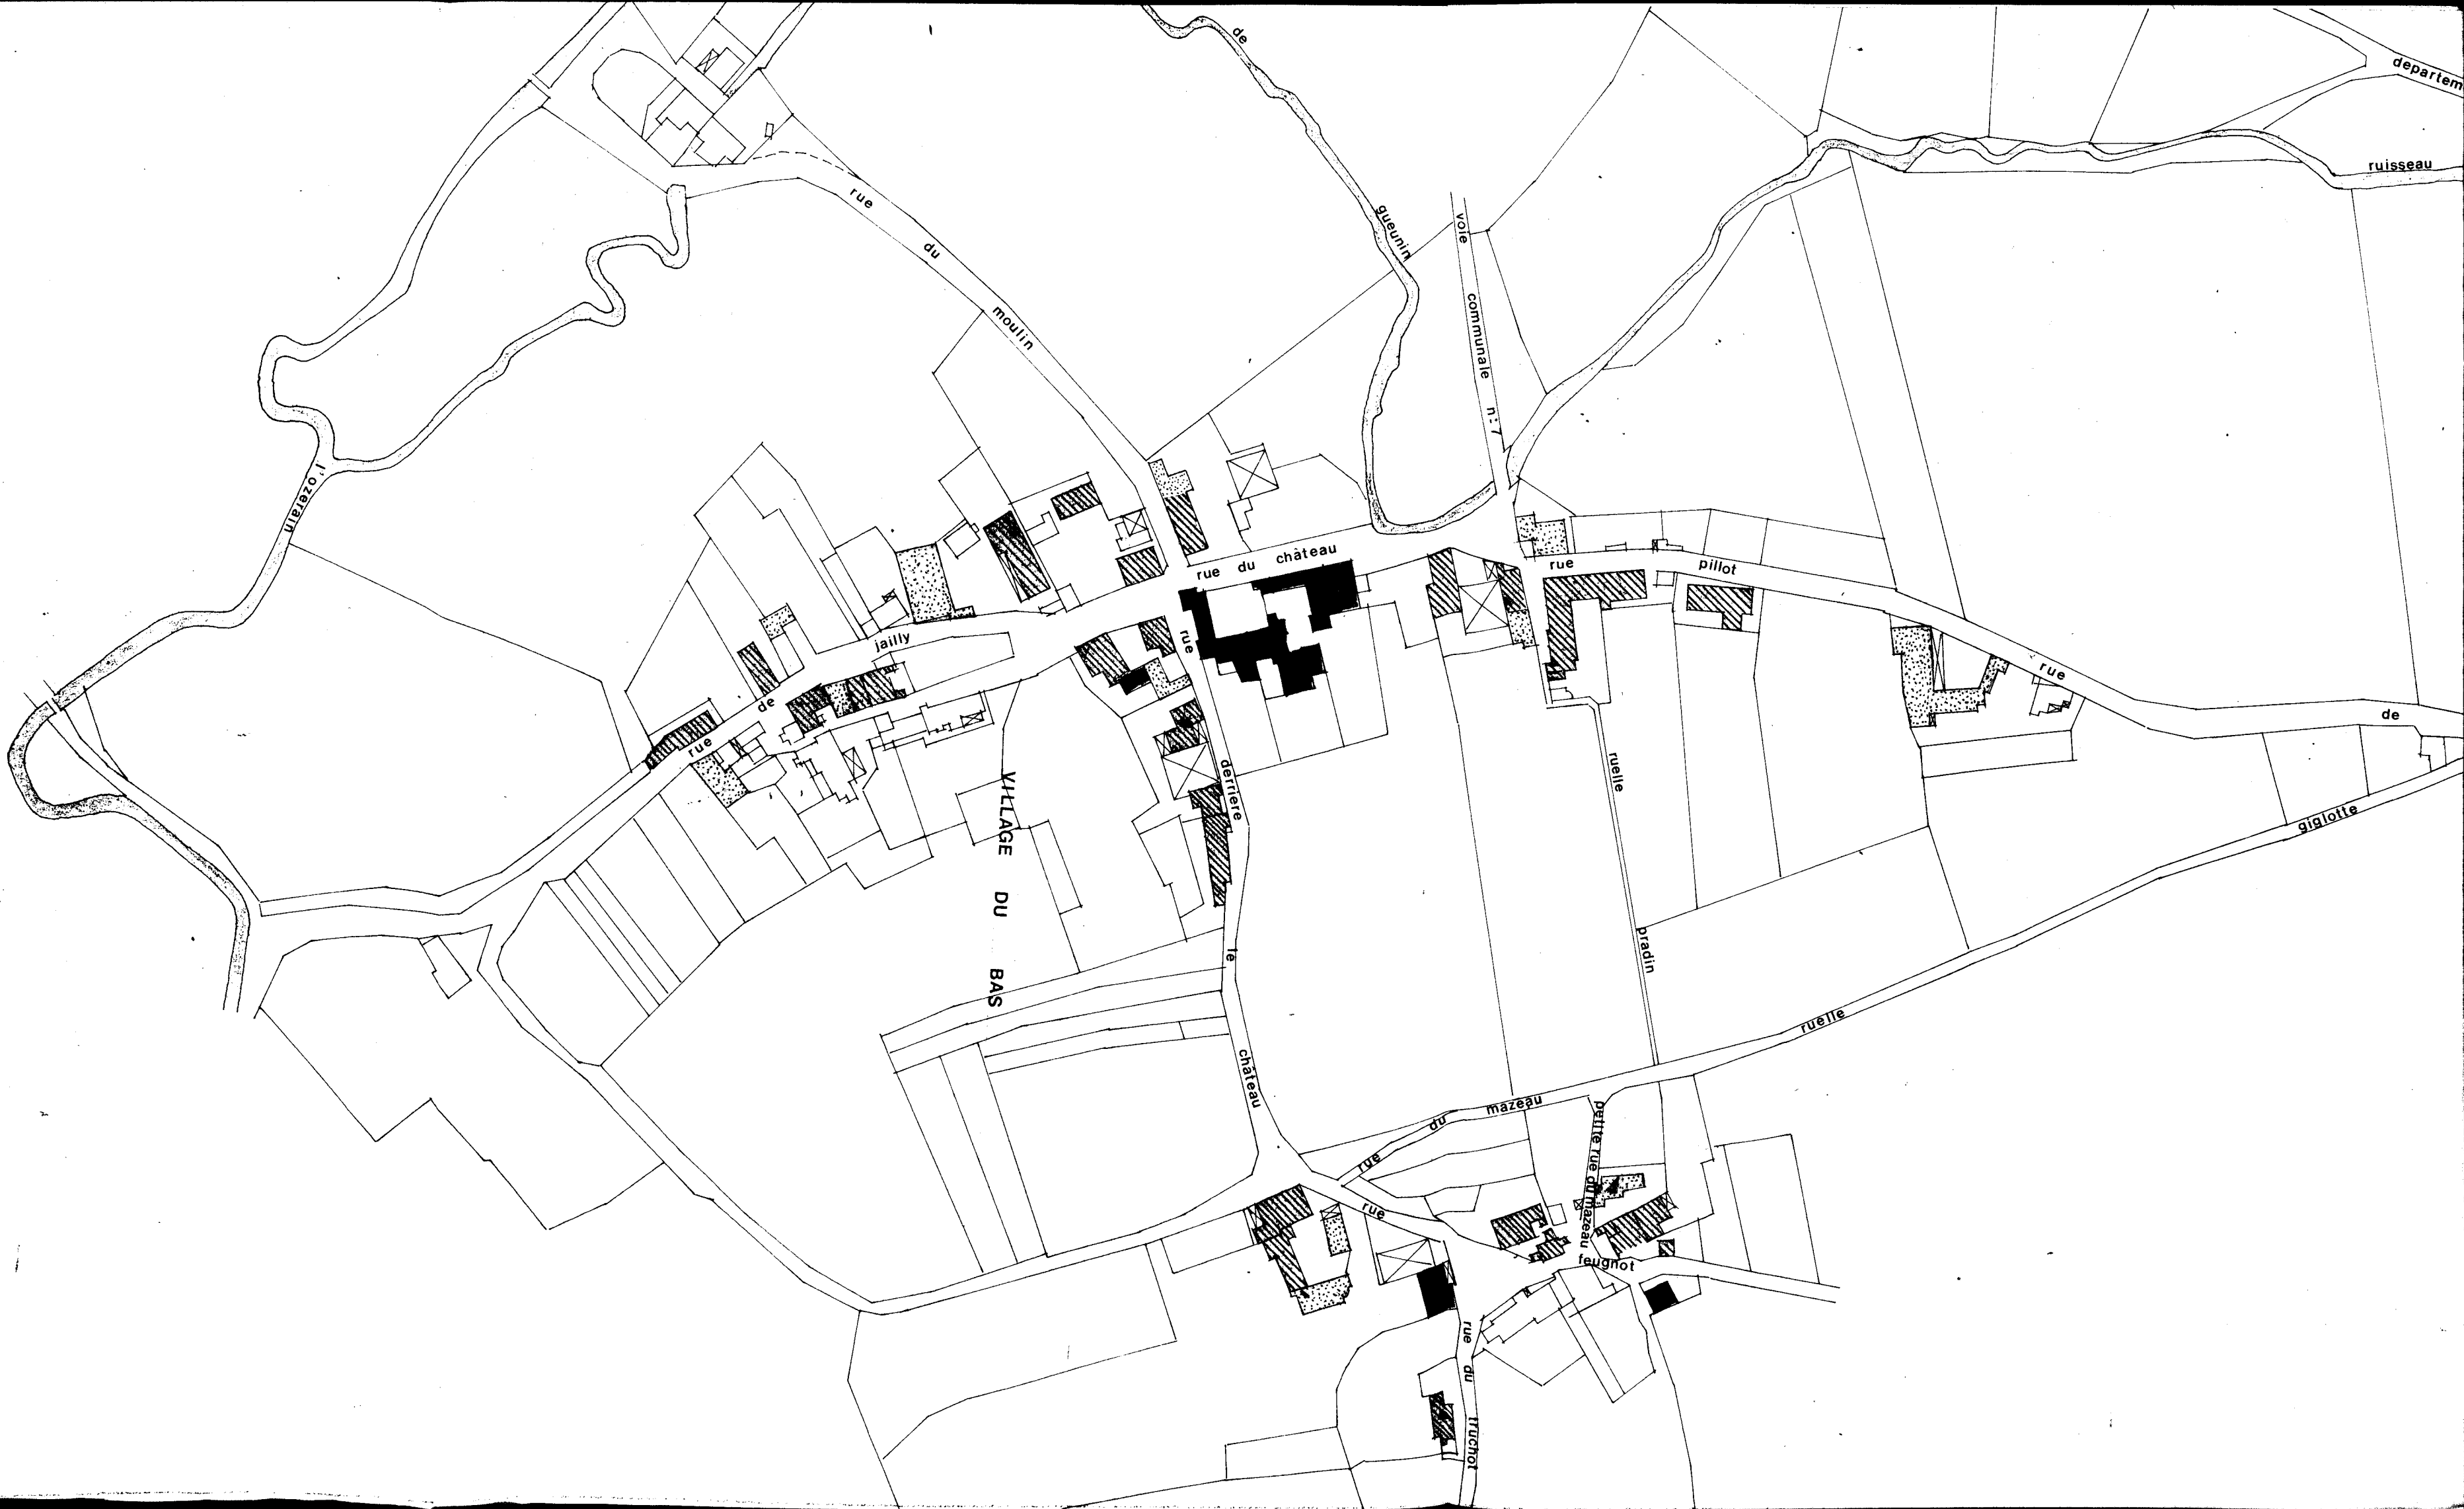 de
gueunin
departem
ruisseau
rue du moulin
voie communale n: 7
l'ozerain
rue du château
rue pillot
rue de jailly
rue derriere le château
rue de
ruelle pradin
ruelle giglotte
VILLAGE DU BAS
rue du mazeau
petite rue du mazeau
rue feugnot
rue du truchot